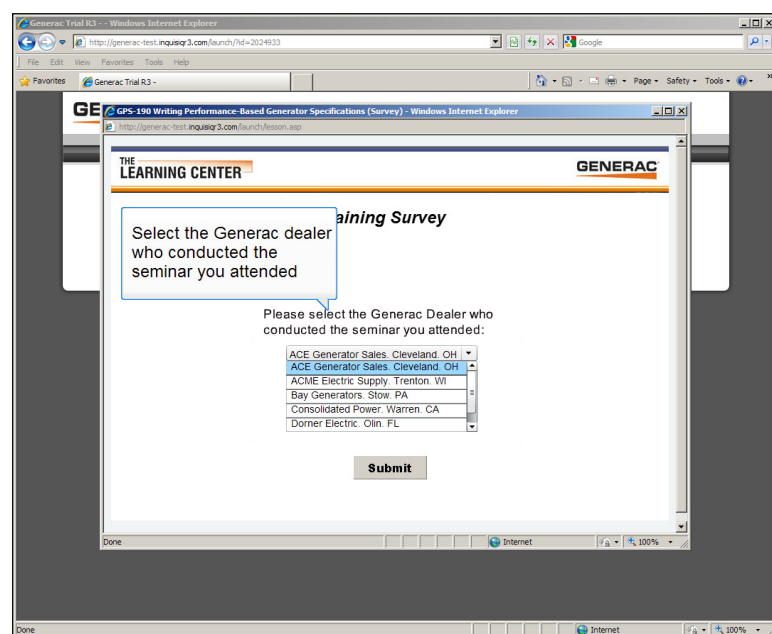 Generac Trial R3 - - Windows Internet Explorer
http://generac-test.inquisiqr3.com/launch/?id=2024933
Google
File Edit View Favorites Tools Help
Favorites
Generac Trial R3 -
Page Safety Tools
GE
GPS-190 Writing Performance-Based Generator Specifications (Survey) - Windows Internet Explorer
http://generac-test.inquisiqr3.com/launch/lesson.asp
THE
LEARNING CENTER
GENERAC
aining Survey
Select the Generac dealer
who conducted the
seminar you attended
Please select the Generac Dealer who
conducted the seminar you attended:
ACE Generator Sales. Cleveland. OH
ACE Generator Sales. Cleveland. OH
ACME Electric Supply. Trenton. WI
Bay Generators. Stow. PA
Consolidated Power. Warren. CA
Dorner Electric. Olin. FL
Submit
Done
Internet
100%
Done
Internet
100%